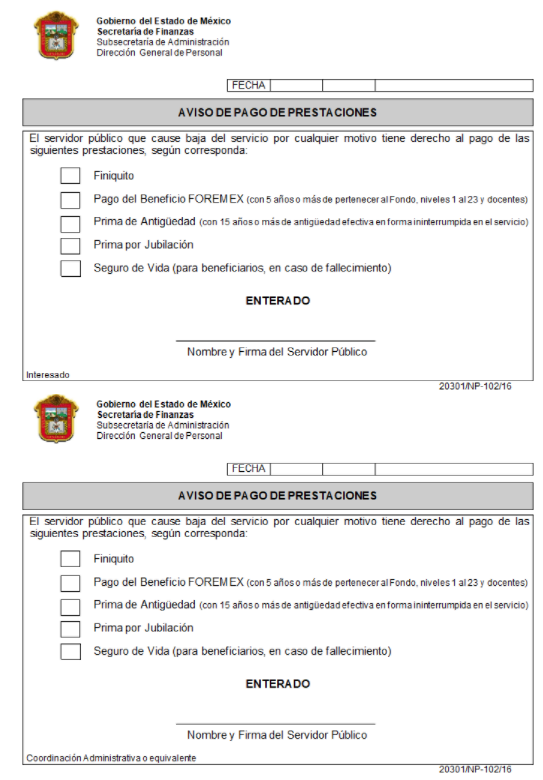 Gobierno del Estado de México
Secretaría de Finanzas
Subsecretaría de Administración
Dirección General de Personal
FECHA
AVISO DE PAGO DE PRESTACIONES
El servidor público que cause baja del servicio por cualquier motivo tiene derecho al pago de las
siguientes prestaciones, según corresponda:
Finiquito
Pago del Beneficio FOREMEX (con 5 años o más de pertenecer al Fondo, niveles 1 al 23 y docentes)
Prima de Antigüedad (con 15 años o más de antigüedad efectiva en forma ininterrumpida en el servicio)
Prima por Jubilación
Seguro de Vida (para beneficiarios, en caso de fallecimiento)
ENTERADO
Nombre y Firma del Servidor Público
Interesado
20301/NP-102/16
Gobierno del Estado de México
Secretaría de Finanzas
Subsecretaría de Administración
Dirección General de Personal
FECHA
AVISO DE PAGO DE PRESTACIONES
El servidor público que cause baja del servicio por cualquier motivo tiene derecho al pago de las
siguientes prestaciones, según corresponda:
Finiquito
Pago del Beneficio FOREMEX (con 5 años o más de pertenecer al Fondo, niveles 1 al 23 y docentes)
Prima de Antigüedad (con 15 años o más de antigüedad efectiva en forma ininterrumpida en el servicio)
Prima por Jubilación
Seguro de Vida (para beneficiarios, en caso de fallecimiento)
ENTERADO
Nombre y Firma del Servidor Público
Coordinación Administrativa o equivalente
20301/NP-102/16